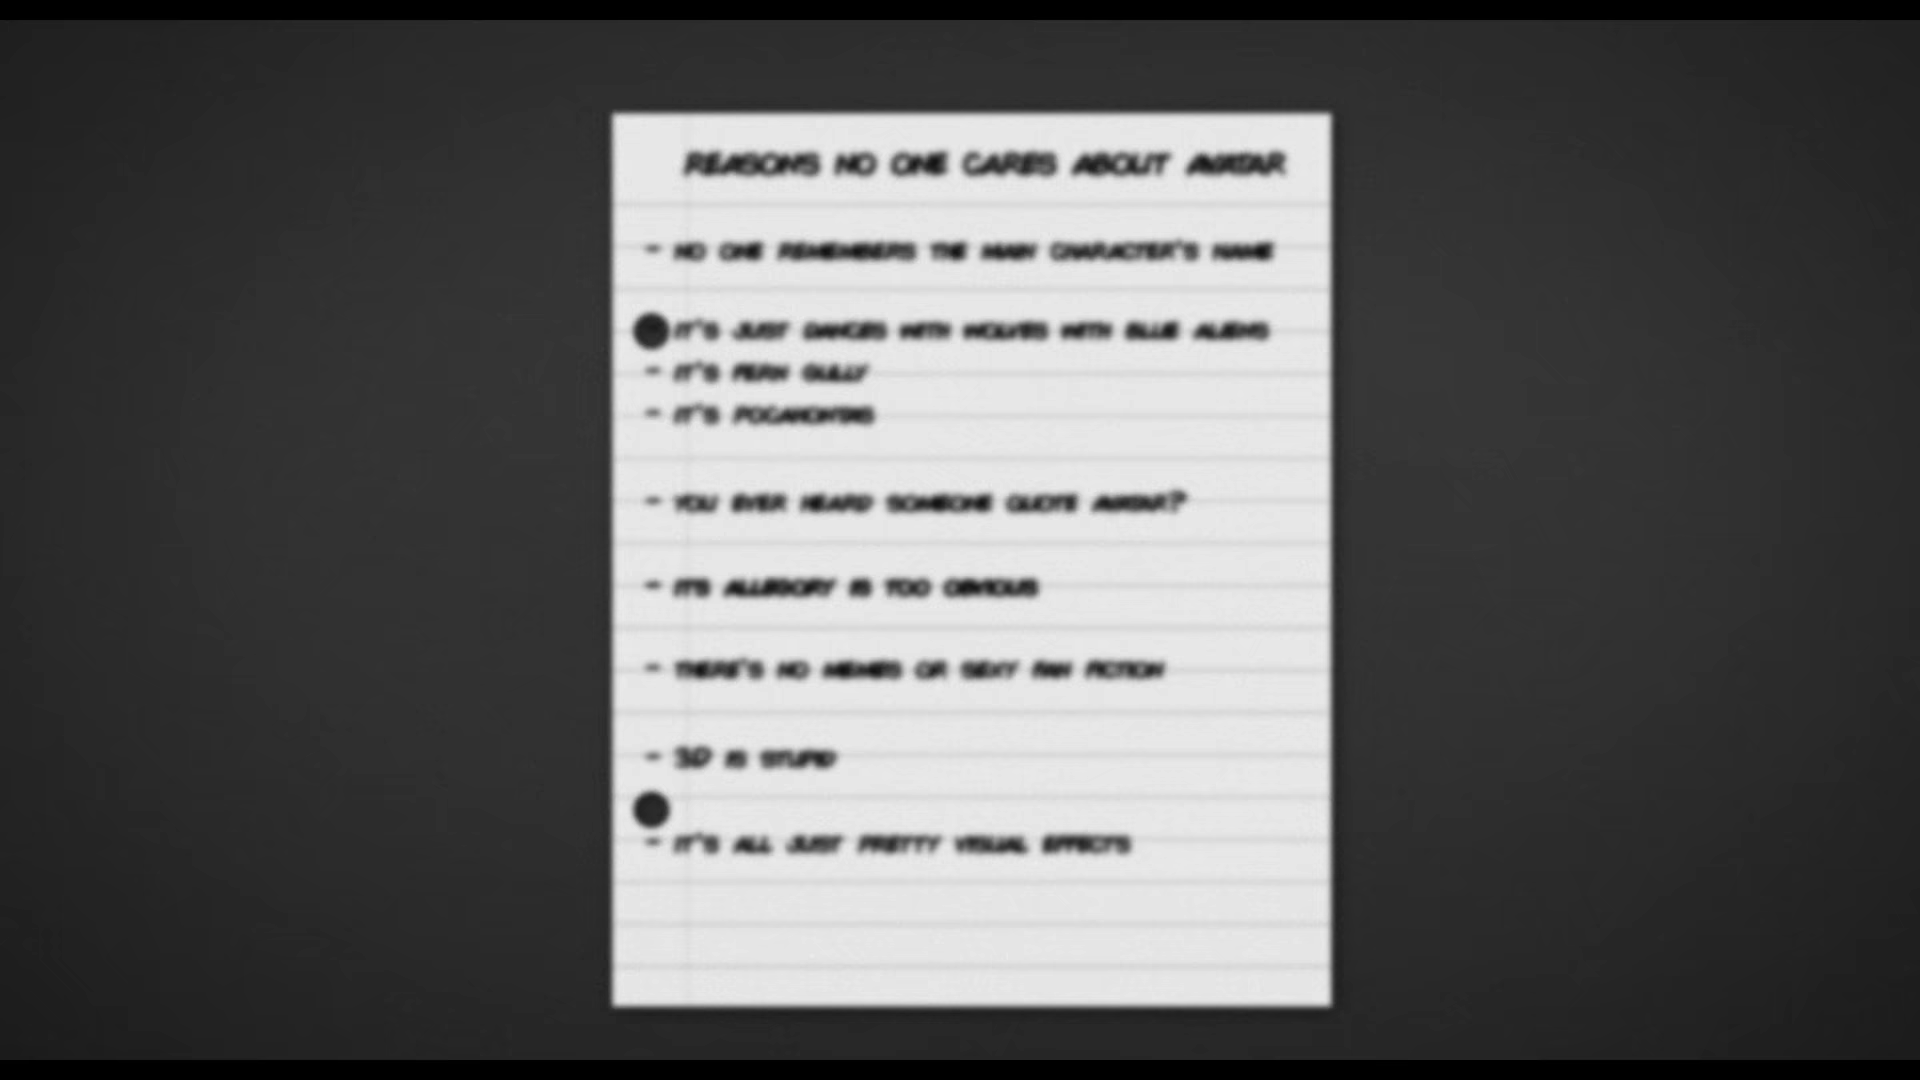 REASONS NO ONE CARES ABOUT AVATAR
- NO ONE REMEMBERS THE MAIN CHARACTER'S NAME
IT'S JUST DANCES WITH WOLVES WITH BLUE ALIENS
- IT'S FERN GULLY
- IT'S POCAHONTAS
- YOU EVER HEARD SOMEONE QUOTE AVATAR?
- ITS ALLEGORY IS TOO OBVIOUS
- THERE'S NO MEMES OR SEXY FAN FICTION
- 3D IS STUPID
- IT'S ALL JUST PRETTY VISUAL EFFECTS